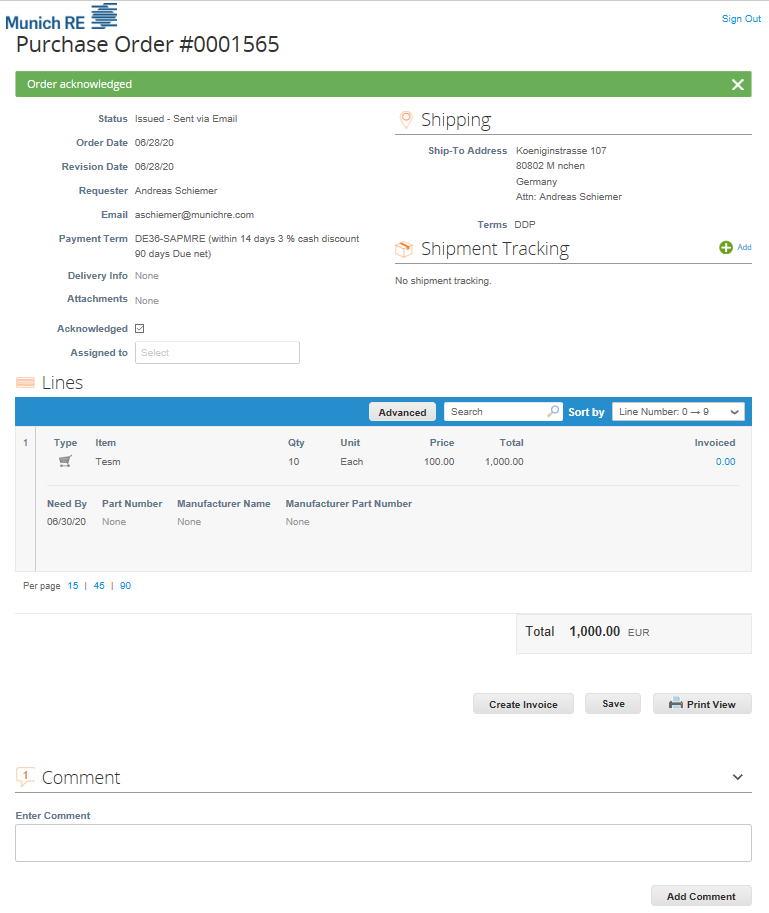 Munich RE
Sign Out
Purchase Order #0001565
Order acknowledged
Status Issued - Sent via Email
Order Date 06/28/20
Revision Date 06/28/20
Requester Andreas Schiemer
Email aschiemer@munichre.com
Payment Term DE36-SAPMRE (within 14 days 3 % cash discount
90 days Due net)
Delivery Info None
Attachments None
Acknowledged
Assigned to Select
Shipping
Ship-To Address Koeniginstrasse 107
80802 M nchen
Germany
Attn: Andreas Schiemer
Terms DDP
Shipment Tracking Add
No shipment tracking.
Lines
Advanced Search Sort by Line Number: 0 → 9
1 Type Item Qty Unit Price Total Invoiced
Tesm 10 Each 100.00 1,000.00 0.00
Need By Part Number Manufacturer Name Manufacturer Part Number
06/30/20 None None None
Per page 15 | 45 | 90
Total 1,000.00 EUR
Create Invoice Save Print View
1 Comment
Enter Comment
Add Comment